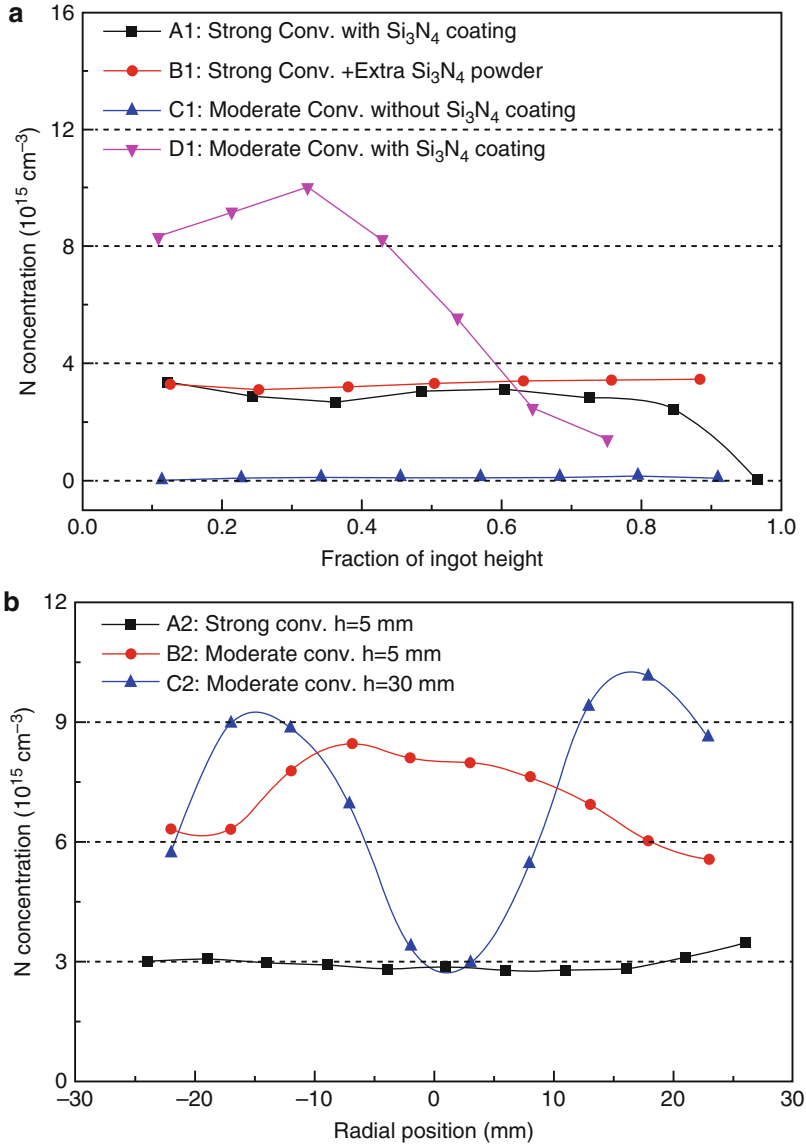 a
16
12
8
4
0
N concentration (10¹⁵ cm⁻³)
A1: Strong Conv. with Si₃N₄ coating
B1: Strong Conv. +Extra Si₃N₄ powder
C1: Moderate Conv. without Si₃N₄ coating
D1: Moderate Conv. with Si₃N₄ coating
0.0 0.2 0.4 0.6 0.8 1.0
Fraction of ingot height
b
12
9
6
3
0
N concentration (10¹⁵ cm⁻³)
A2: Strong conv. h=5 mm
B2: Moderate conv. h=5 mm
C2: Moderate conv. h=30 mm
−30 −20 −10 0 10 20 30
Radial position (mm)